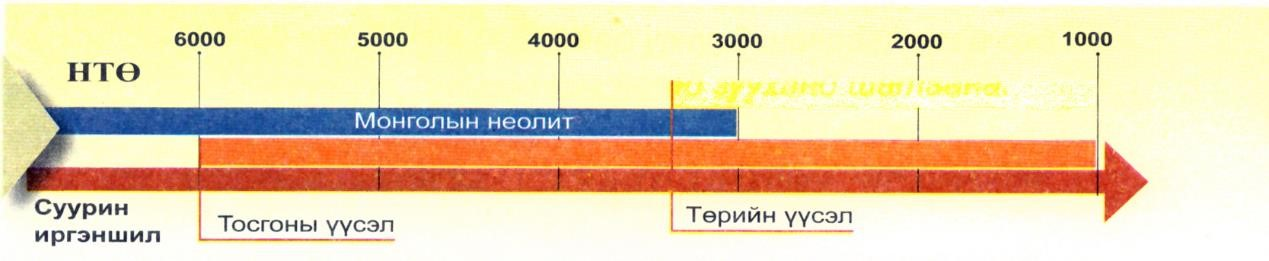 6000 5000 4000 3000 2000 1000
НТӨ
Монголын неолит
Суурин
иргэншил
Тосгоны үүсэл
Төрийн үүсэл